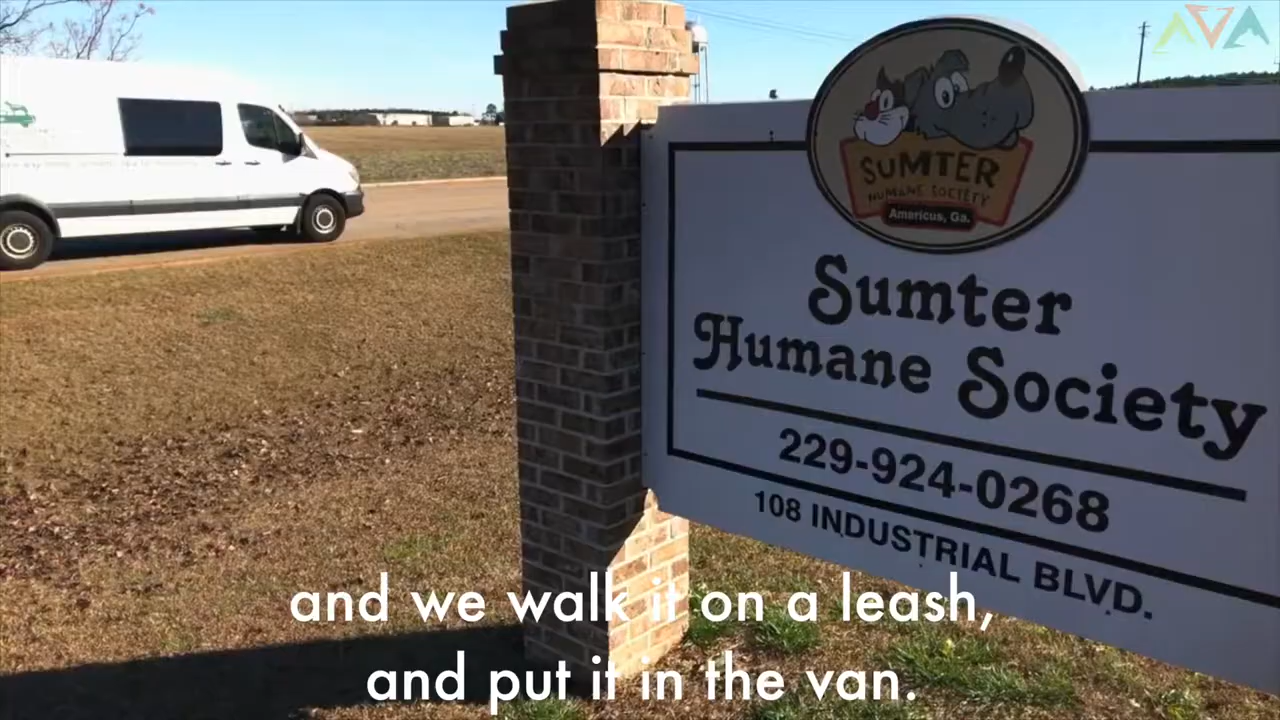 AVA
SUMTER
HUMANE SOCIETY
Americus, Ga.
Sumter
Humane Society
229-924-0268
108 INDUSTRIAL BLVD.
and we walk it on a leash,
and put it in the van.